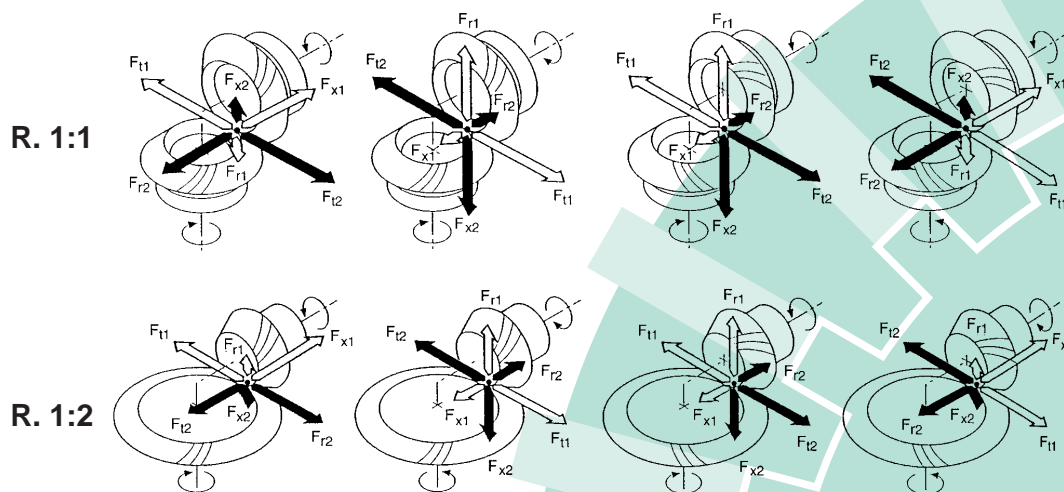 R. 1:1
Ft1 Fx2 Fx1 Fr2 Fr1 Ft2
Fr1 Ft2 Fr2 Fx1 Ft1 Fx2
Fr1 Ft1 Fr2 Fx1 Ft2 Fx2
Ft2 Fx2 Fx1 Fr2 Fr1 Ft1
R. 1:2
Ft1 Fr1 Fx1 Ft2 Fx2 Fr2
Fr1 Ft2 Fr2 Fx1 Ft1 Fx2
Fr1 Ft1 Fr2 Fx1 Ft2 Fx2
Ft2 Fr1 Fr2 Fx2 Ft1